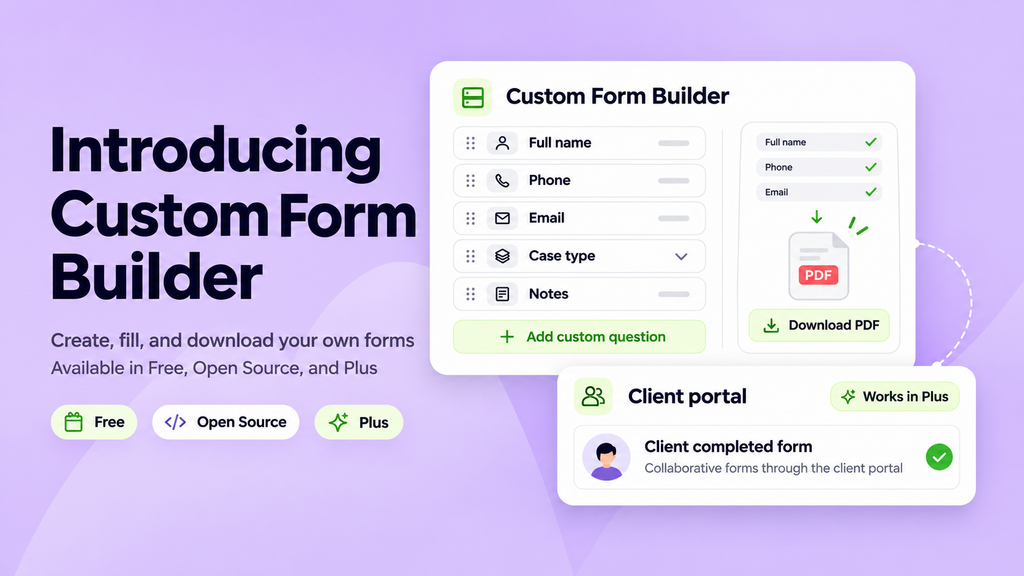 Introducing
Custom Form
Builder
Create, fill, and download your own forms
Available in Free, Open Source, and Plus
Free
</> Open Source
Plus
Custom Form Builder
Full name
Phone
Email
Case type
Notes
+ Add custom question
Full name
Phone
Email
PDF
Download PDF
Client portal
Works in Plus
Client completed form
Collaborative forms through the client portal